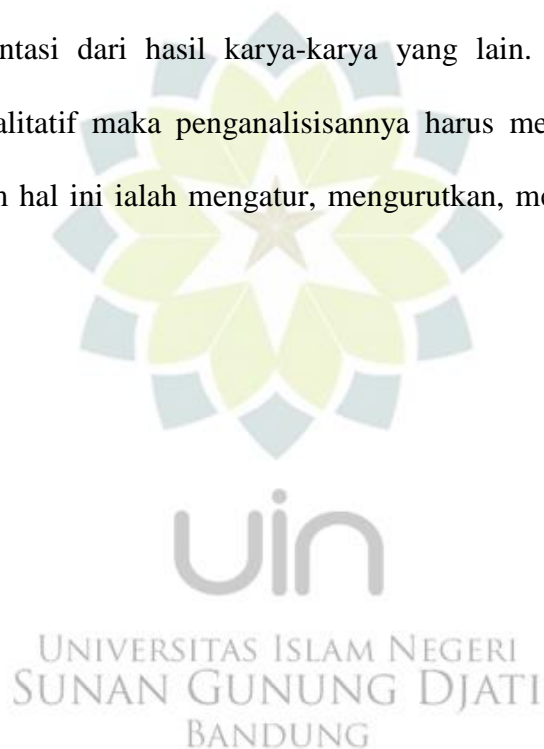 ntasi dari hasil karya-karya yang lain.
alitatif maka penganalisisannya harus me
n hal ini ialah mengatur, mengurutkan, me
uin
UNIVERSITAS ISLAM NEGERI
SUNAN GUNUNG DJATI
BANDUNG